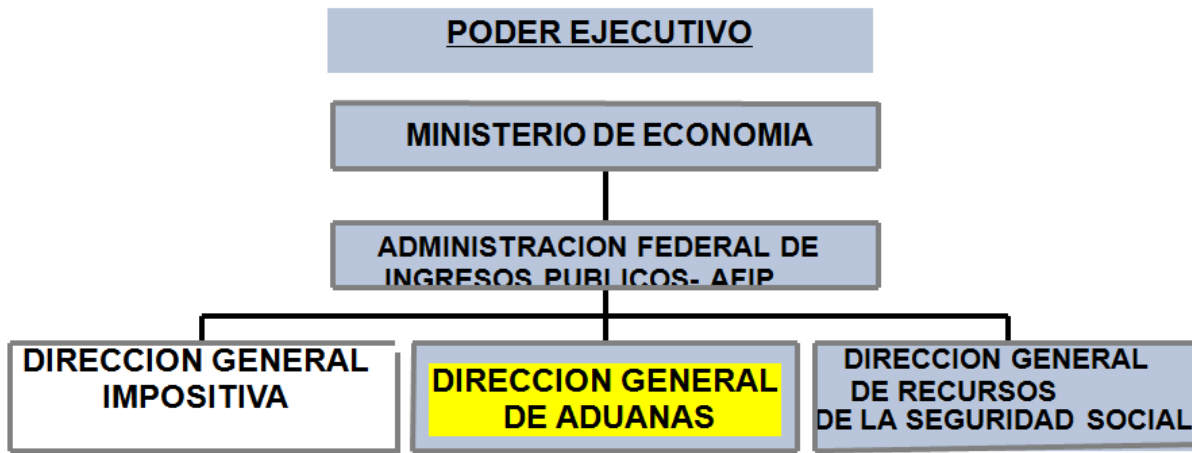 PODER EJECUTIVO
MINISTERIO DE ECONOMIA
ADMINISTRACION FEDERAL DE
INGRESOS PUBLICOS- AFIP
DIRECCION GENERAL
IMPOSITIVA
DIRECCION GENERAL
DE ADUANAS
DIRECCION GENERAL
DE RECURSOS
DE LA SEGURIDAD SOCIAL